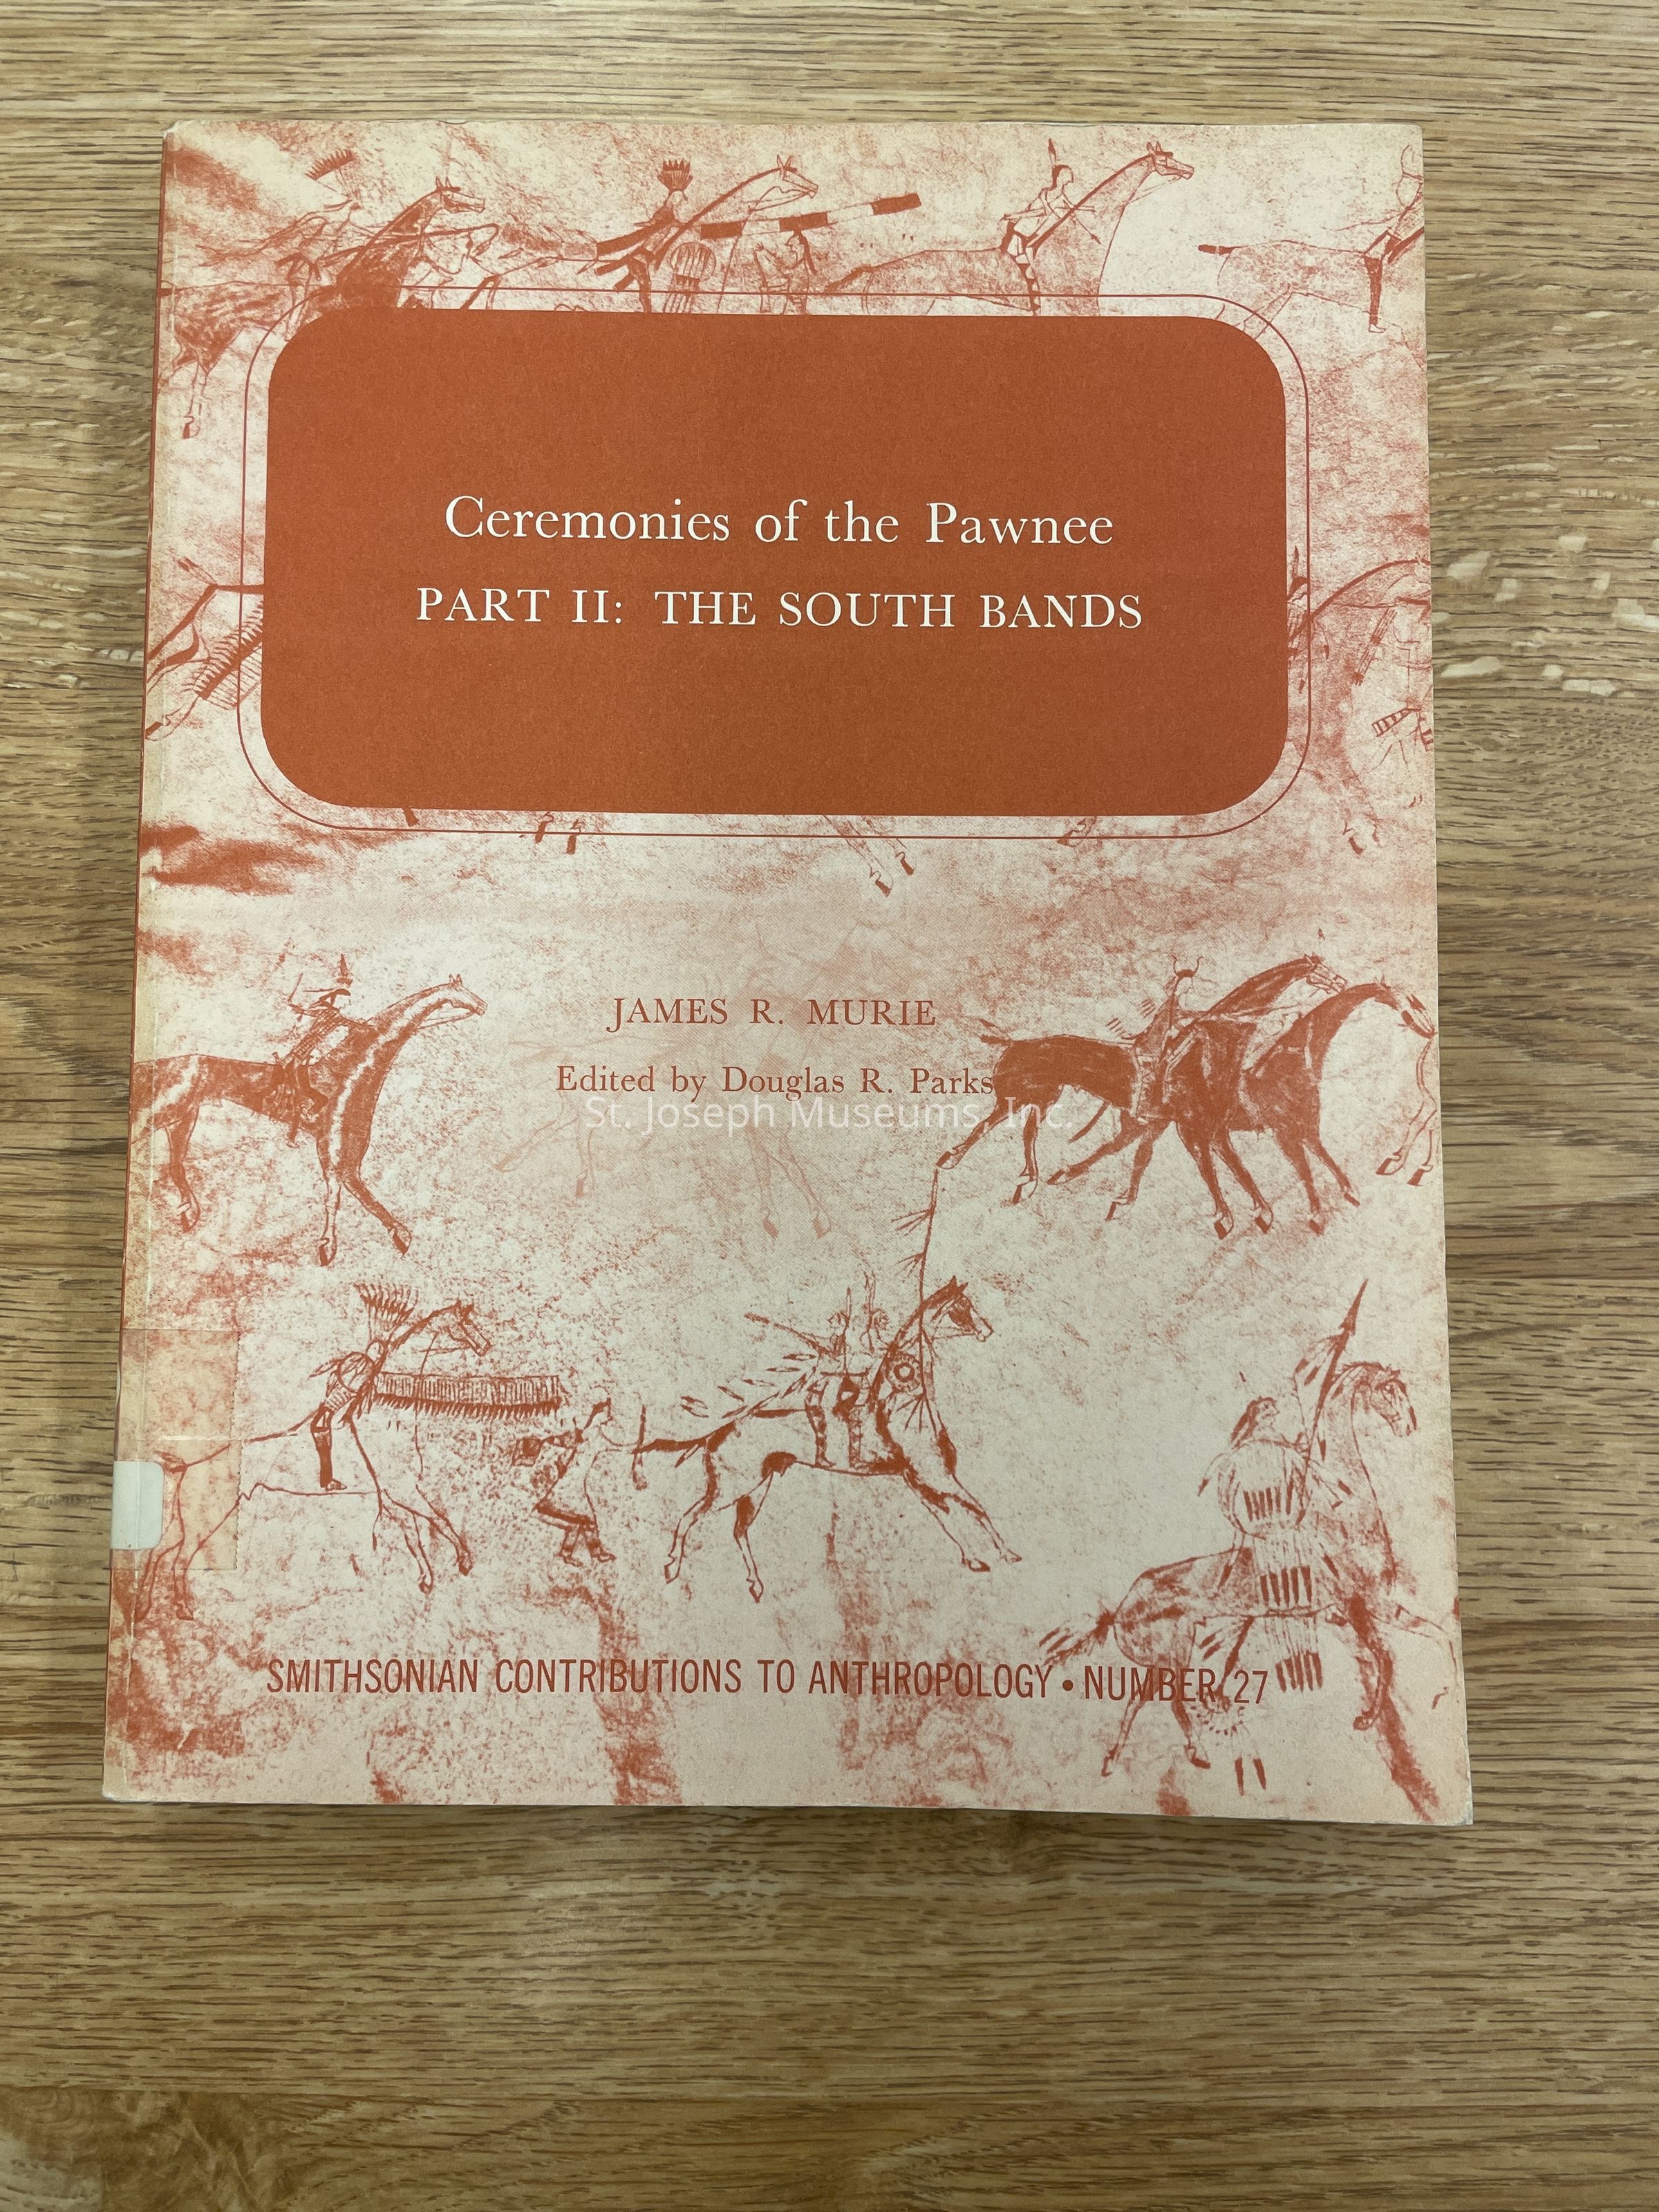 Ceremonies of the Pawnee
PART II: THE SOUTH BANDS
JAMES R. MURIE
Edited by Douglas R. Parks
St. Joseph Museums, Inc.
SMITHSONIAN CONTRIBUTIONS TO ANTHROPOLOGY • NUMBER 27